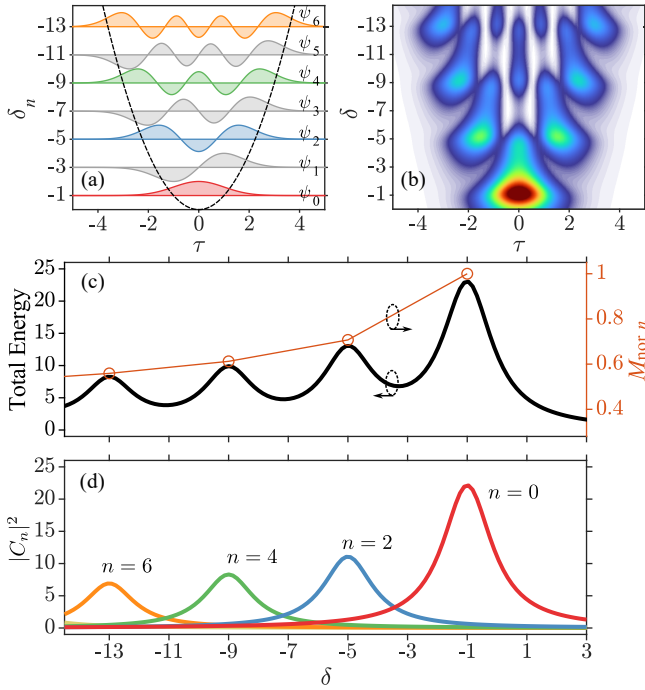 δₙ
-13
-11
-9
-7
-5
-3
-1
ψ₆
ψ₅
ψ₄
ψ₃
ψ₂
ψ₁
ψ₀
(a)
-4 -2 0 2 4
τ
δ
-13
-11
-9
-7
-5
-3
-1
(b)
-4 -2 0 2 4
τ
(c)
Total Energy
25
20
15
10
5
0
1
0.8
0.6
0.4
M_nor,n
(d)
|Cₙ|²
25
20
15
10
5
0
n = 6
n = 4
n = 2
n = 0
-13 -11 -9 -7 -5 -3 -1 1 3
δ